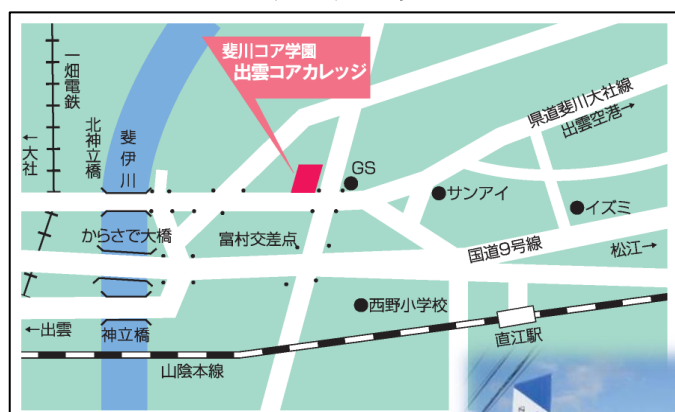 斐川コア学園
出雲コアカレッジ
一畑電鉄
北神立橋
斐伊川
←大社
県道斐川大社線
出雲空港→
GS
サンアイ
イズミ
からさで大橋
富村交差点
国道9号線
松江→
西野小学校
←出雲
神立橋
直江駅
山陰本線